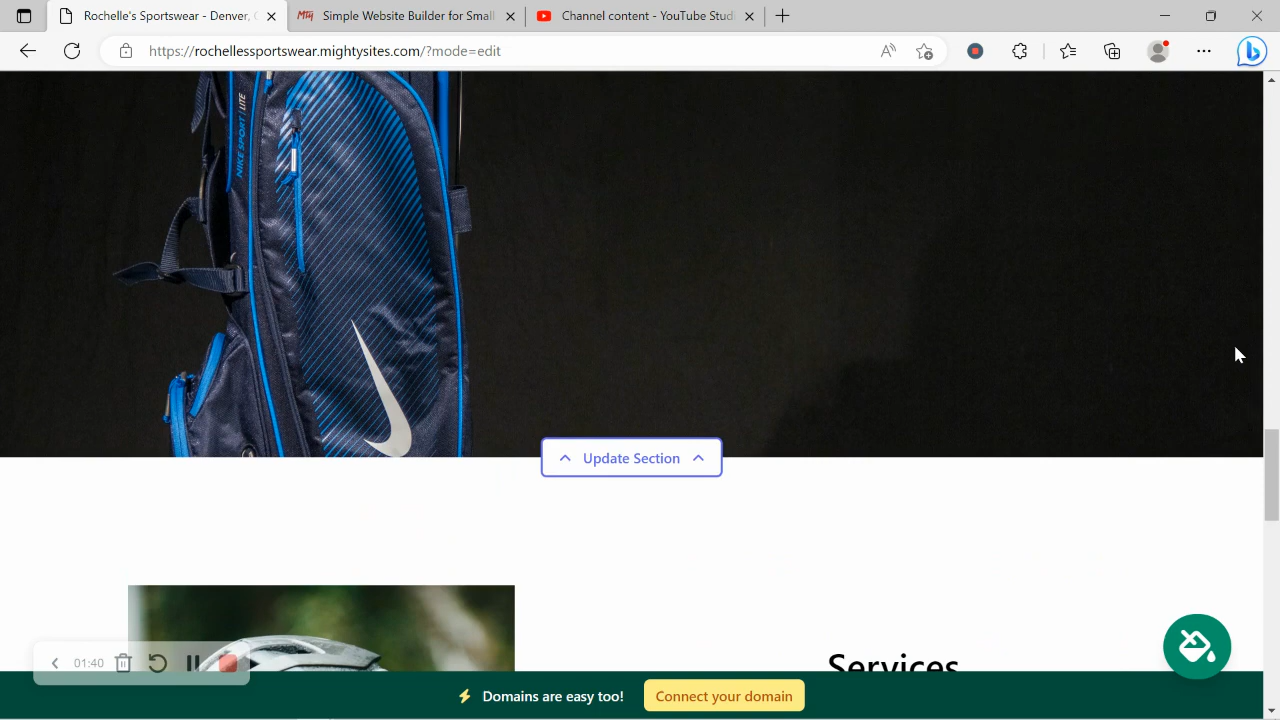 Rochelle's Sportswear - Denver, C
Simple Website Builder for Small
Channel content - YouTube Studi
https://rochellessportswear.mightysites.com/?mode=edit
NIKE SPORT | LITE
Update Section
Services
01:40
Domains are easy too!
Connect your domain